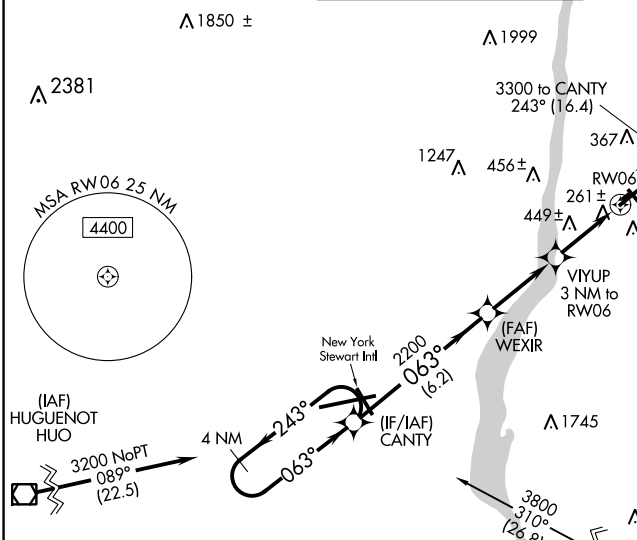 1850 ±
1999
2381
3300 to CANTY
243° (16.4)
367
1247
456±
RW06
261±
449±
MSA RW06 25 NM
4400
VIYUP
3 NM to
RW06
(FAF)
WEXIR
New York
Stewart Intl
2200
063°
(6.2)
(IAF)
HUGUENOT
HUO
(IF/IAF)
CANTY
243°
4 NM
063°
1745
3200 NoPT
089°
(22.5)
3800
310°